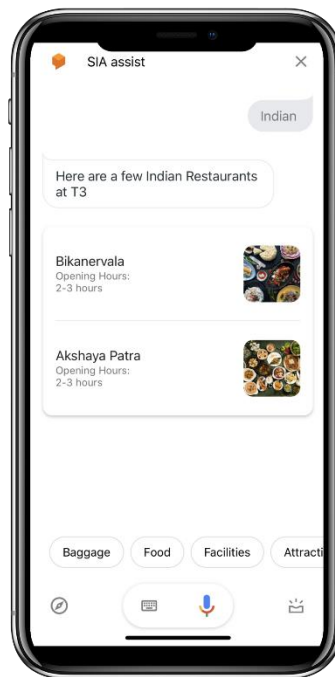 SIA assist
Indian
Here are a few Indian Restaurants
at T3
Bikanervala
Opening Hours:
2-3 hours
Akshaya Patra
Opening Hours:
2-3 hours
Baggage
Food
Facilities
Attracti